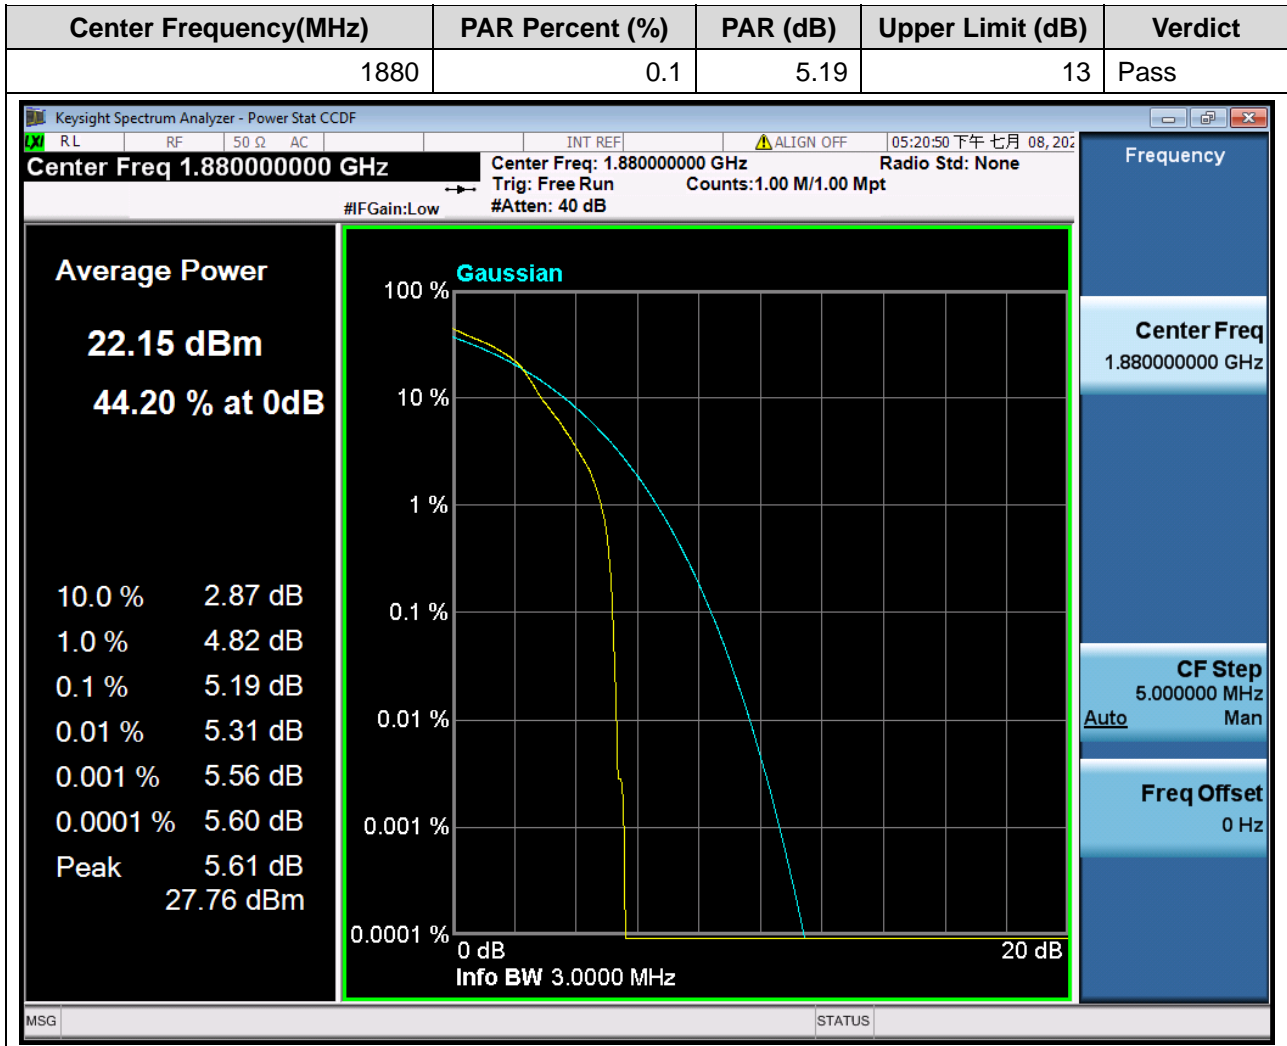 Center Frequency(MHz) PAR Percent (%) PAR (dB) Upper Limit (dB) Verdict
1880 0.1 5.19 13 Pass
Keysight Spectrum Analyzer - Power Stat CCDF
LXI RL RF 50 Ω AC INT REF ALIGN OFF 05:20:50 下午 七月 08, 202
Center Freq 1.880000000 GHz
Center Freq: 1.880000000 GHz Radio Std: None
Trig: Free Run Counts:1.00 M/1.00 Mpt
#IFGain:Low #Atten: 40 dB
Average Power
22.15 dBm
44.20 % at 0dB
10.0 % 2.87 dB
1.0 % 4.82 dB
0.1 % 5.19 dB
0.01 % 5.31 dB
0.001 % 5.56 dB
0.0001 % 5.60 dB
Peak 5.61 dB
27.76 dBm
Gaussian
100 %
10 %
1 %
0.1 %
0.01 %
0.001 %
0.0001 %
0 dB 20 dB
Info BW 3.0000 MHz
Frequency
Center Freq
1.880000000 GHz
CF Step
5.000000 MHz
Auto Man
Freq Offset
0 Hz
MSG STATUS